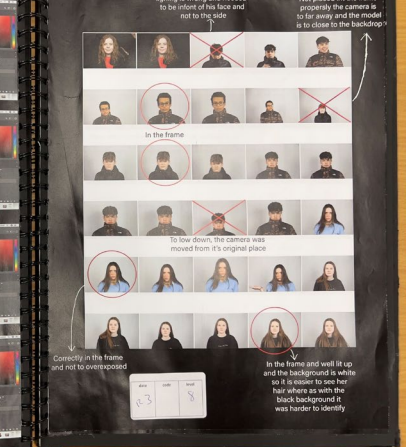 to be infont of his face and
not to the side
properly the camera is
to far away and the model
is to close to the backdrop
In the frame
To low down, the camera was
moved from it's original place
Correctly in the frame
and not to overexposed
In the frame and well lit up
and the background is white
so it is easier to see her
hair where as with the
black background it
was harder to identify
8